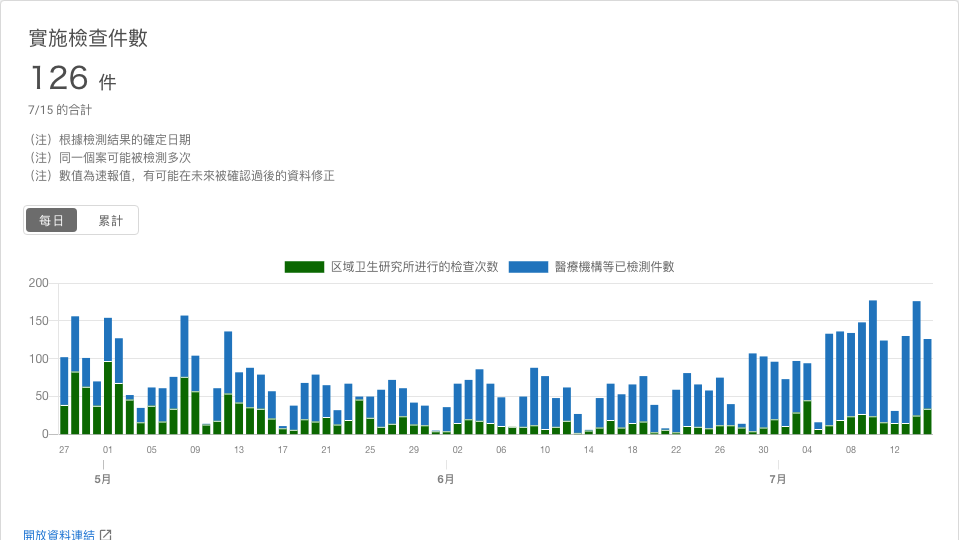 實施檢查件數
126 件
7/15 的合計
（注）根據檢測結果的確定日期
（注）同一個案可能被檢測多次
（注）數值為速報值，有可能在未來被確認過後的資料修正
每日 累計
区域卫生研究所进行的检查次数 醫療機構等已檢測件數
200
150
100
50
0
27 01 05 09 13 17 21 25 29 02 06 10 14 18 22 26 30 04 08 12
5月 6月 7月
開放資料連結